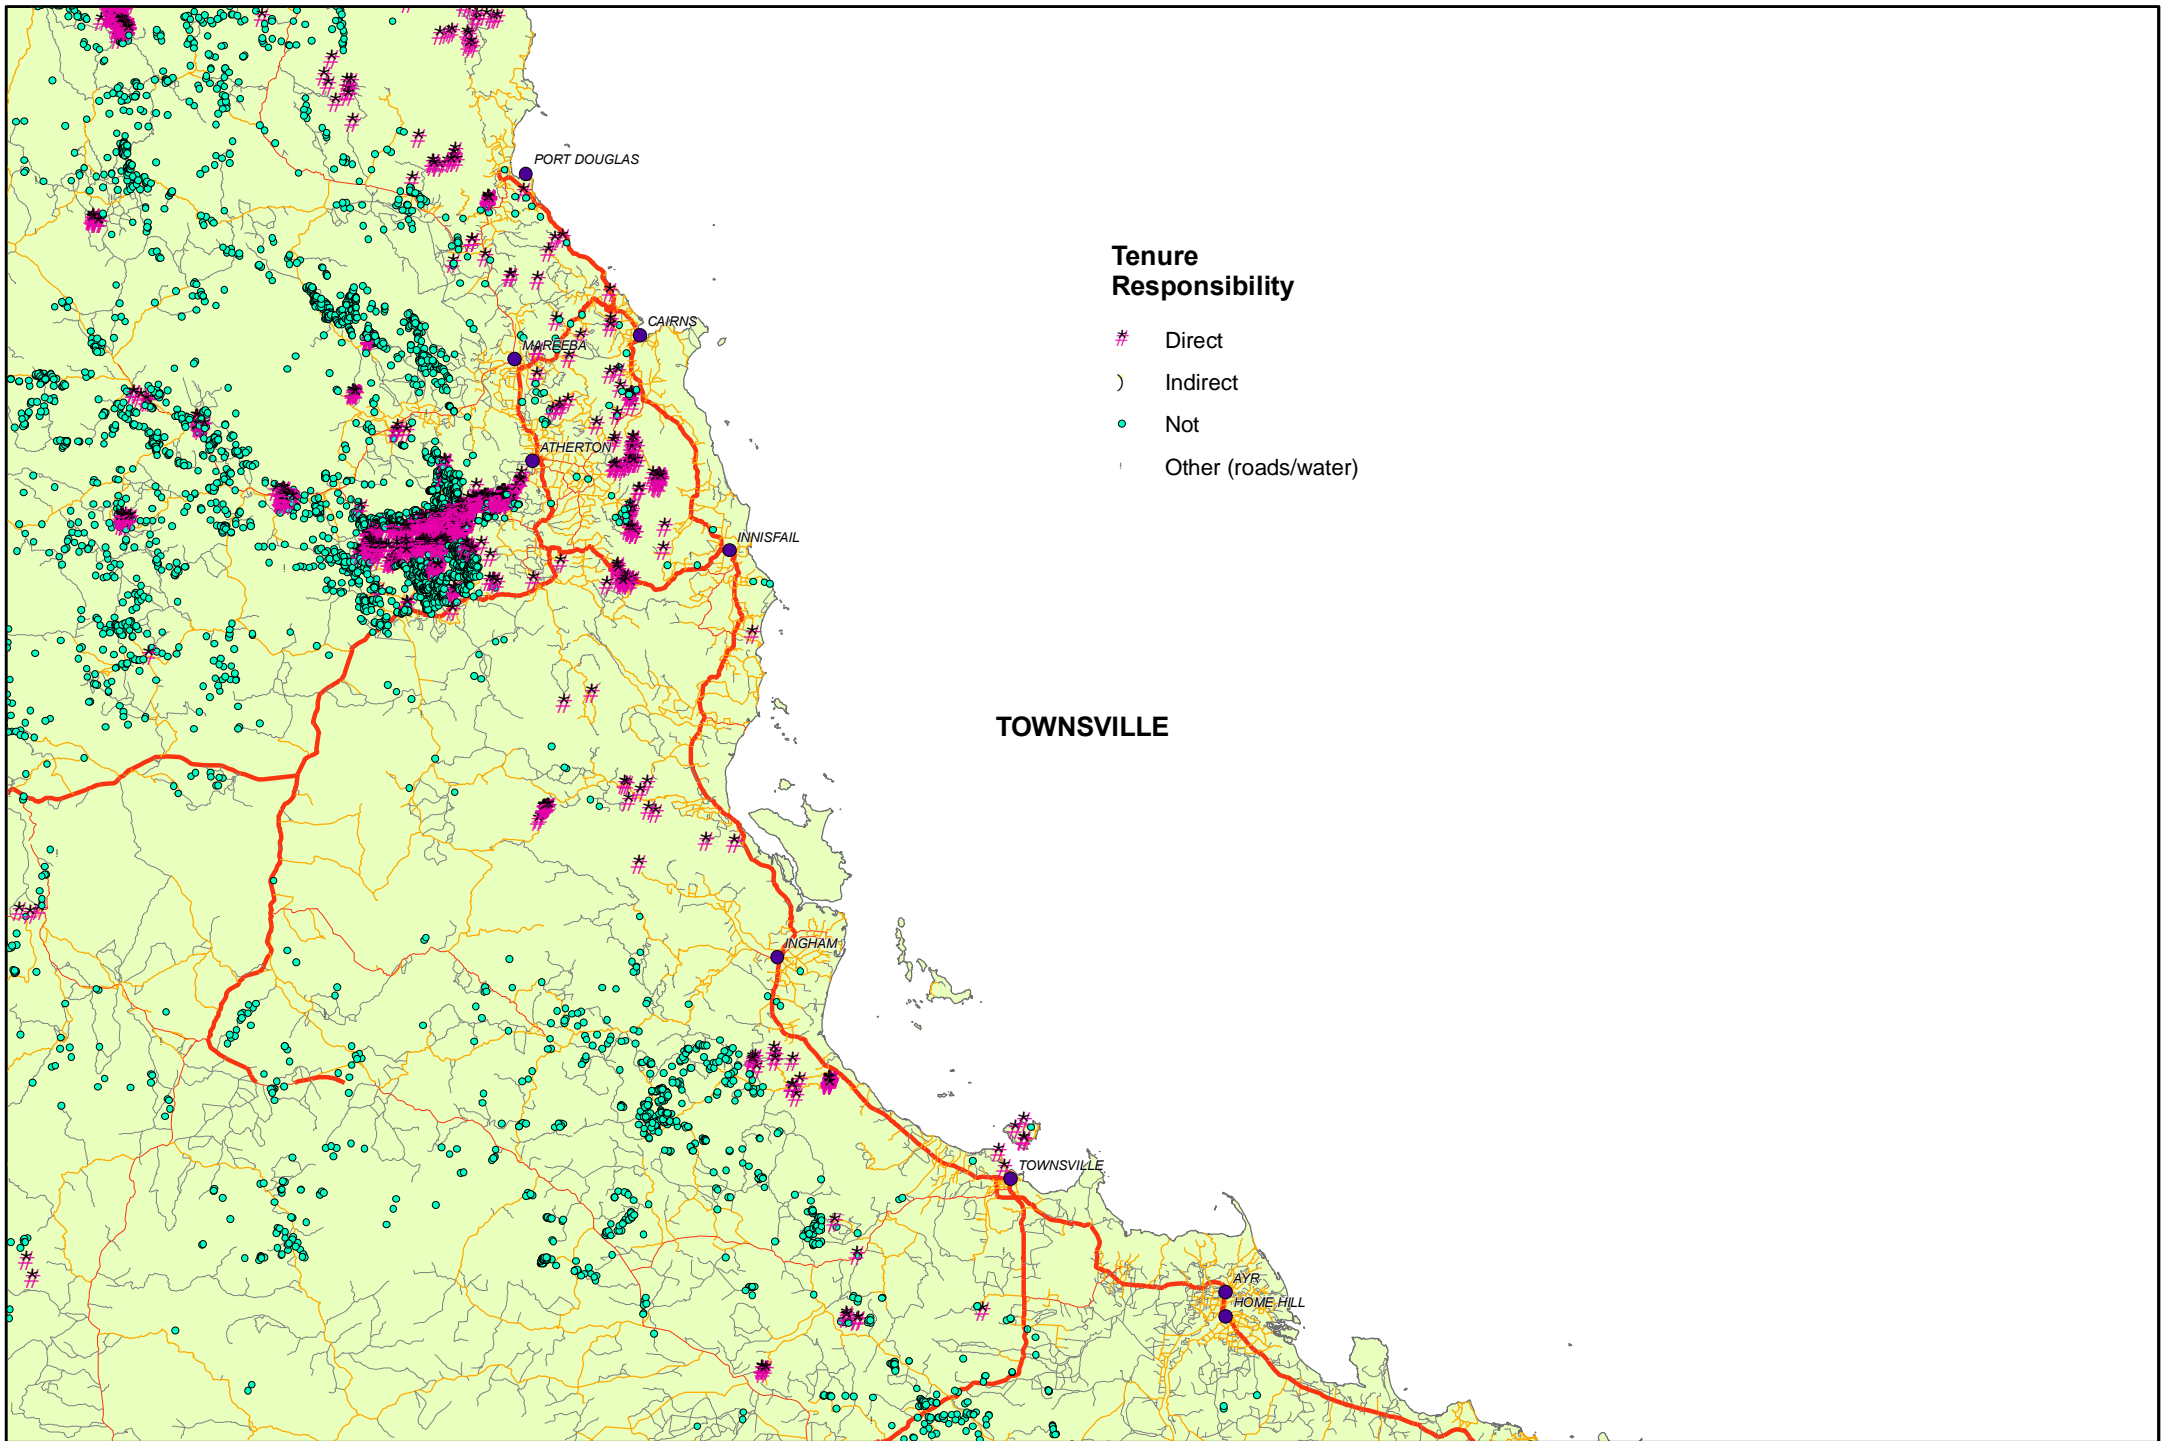 PORT DOUGLAS
CAIRNS
MAREEBA
ATHERTON
INNISFAIL
Tenure
Responsibility
Direct
Indirect
Not
Other (roads/water)
TOWNSVILLE
INGHAM
TOWNSVILLE
AYR
HOME HILL